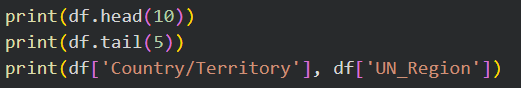 print(df.head(10))
print(df.tail(5))
print(df['Country/Territory'], df['UN_Region'])